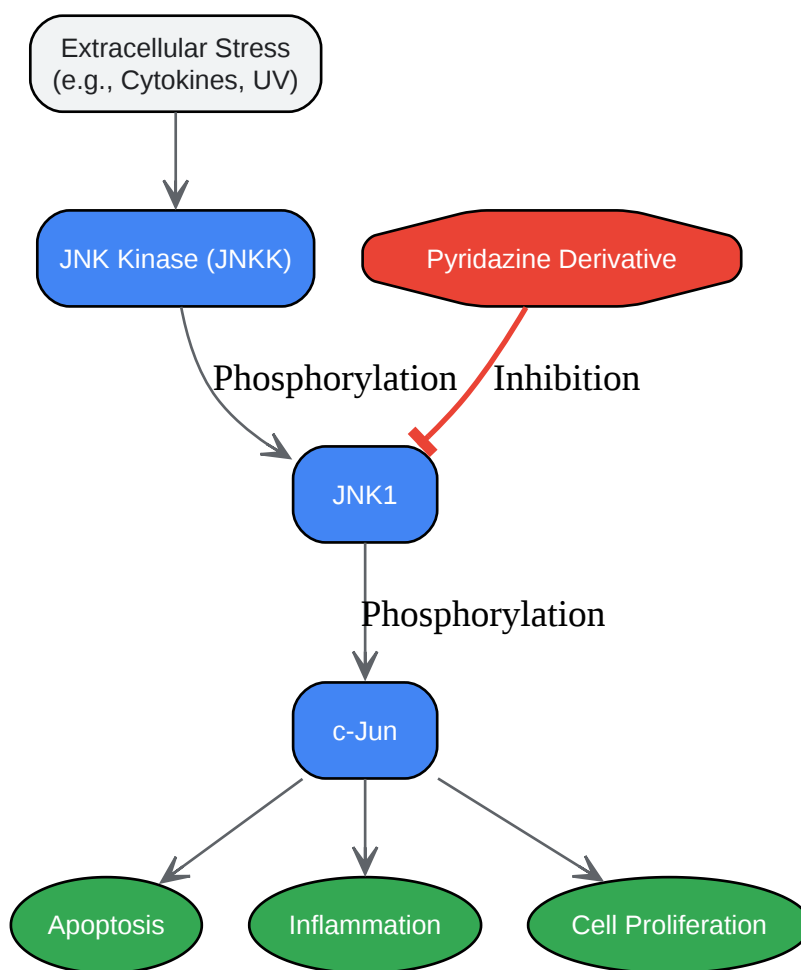 Extracellular Stress
(e.g., Cytokines, UV)
JNK Kinase (JNKK)
Pyridazine Derivative
Phosphorylation
Inhibition
JNK1
Phosphorylation
c-Jun
Apoptosis
Inflammation
Cell Proliferation